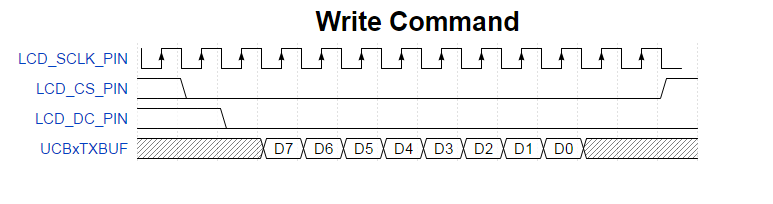 Write Command
LCD_SCLK_PIN
LCD_CS_PIN
LCD_DC_PIN
UCBxTXBUF D7 D6 D5 D4 D3 D2 D1 D0